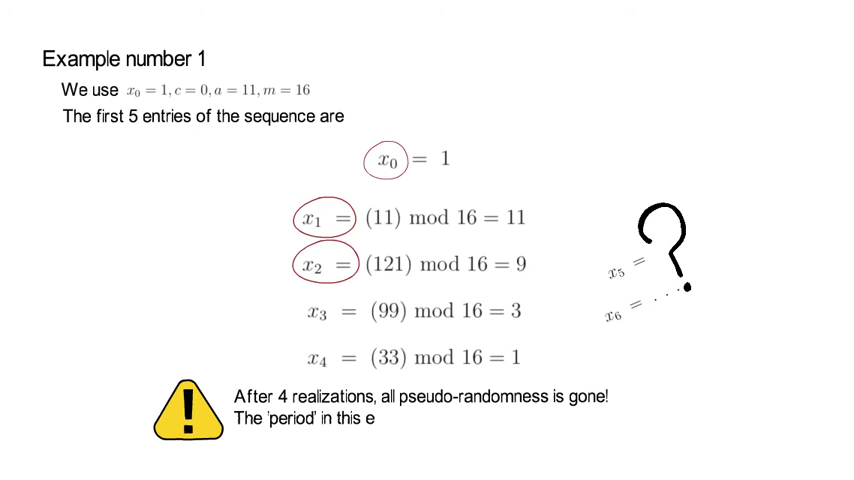 Example number 1
We use x₀ = 1, c = 0, a = 11, m = 16
The first 5 entries of the sequence are
x₀ = 1
x₁ = (11) mod 16 = 11
x₂ = (121) mod 16 = 9
x₃ = (99) mod 16 = 3
x₄ = (33) mod 16 = 1
x₅ =
x₆ = ...
?
!
After 4 realizations, all pseudo-randomness is gone!
The 'period' in this e